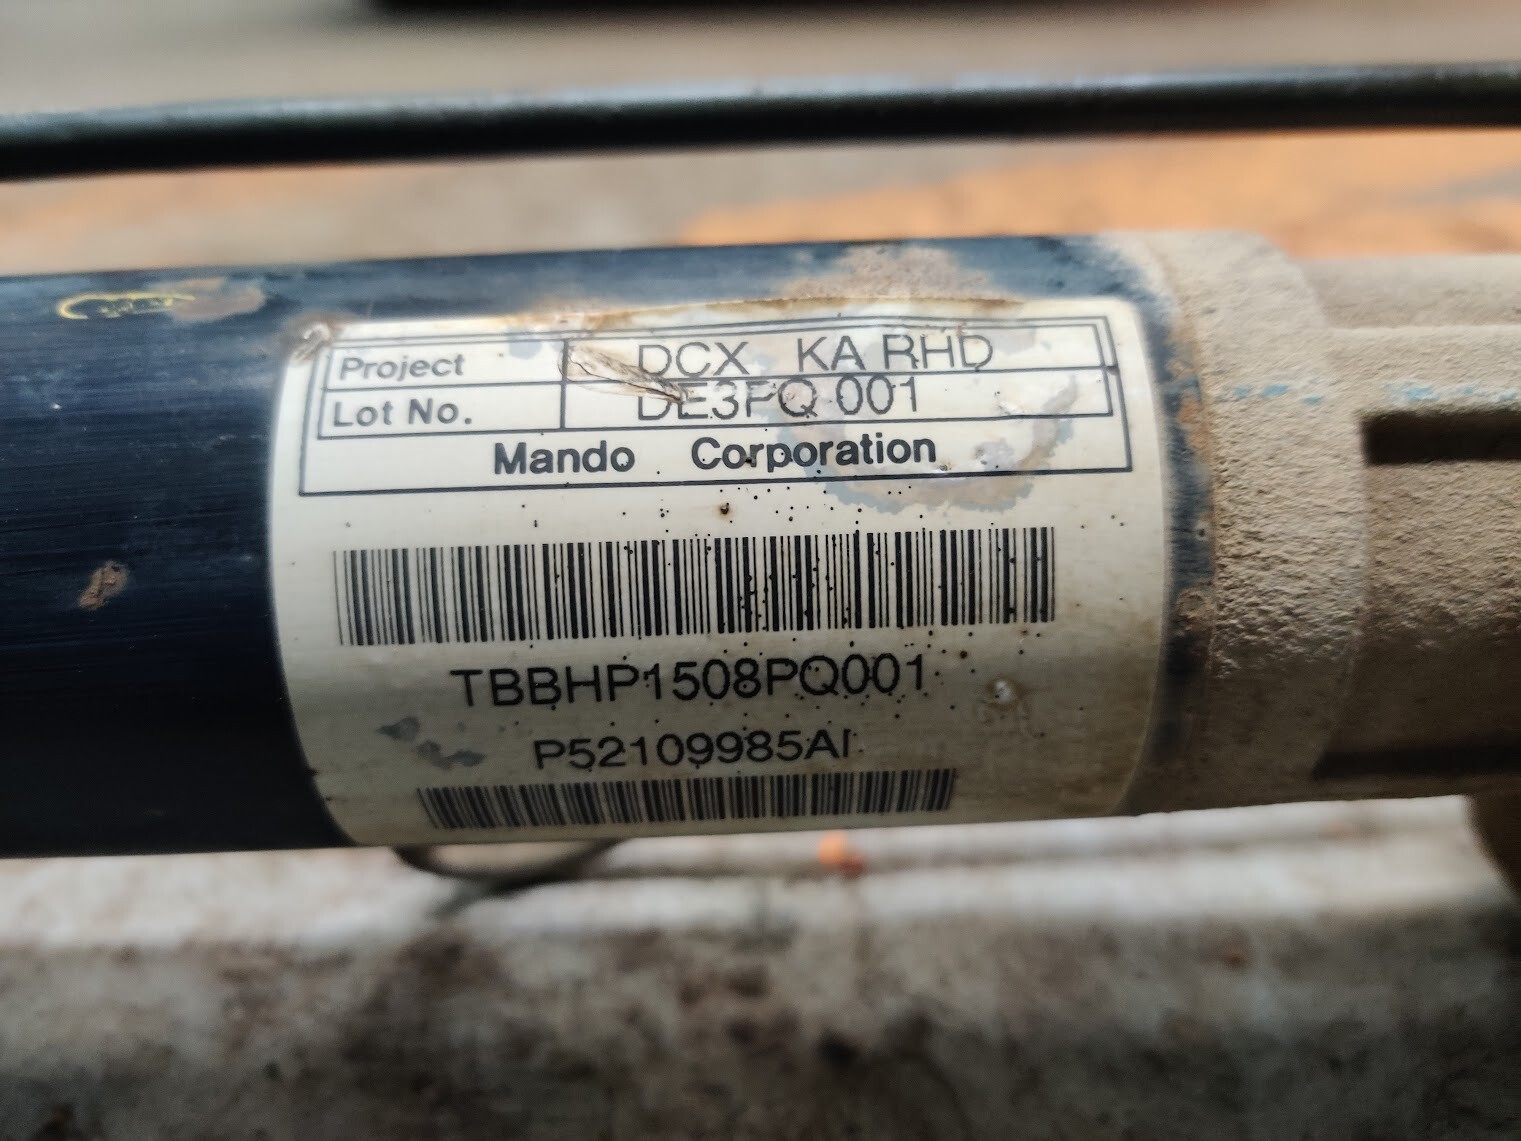 Project DCX KA RHD
Lot No. DE3PQ 001
Mando Corporation
TBBHP1508PQ001
P52109985AI